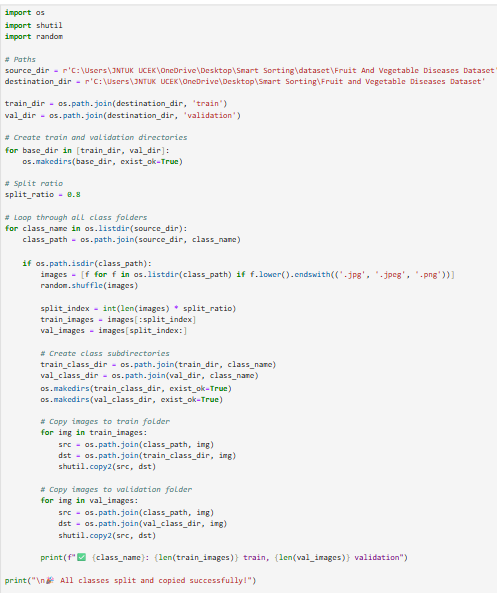 import os
import shutil
import random

# Paths
source_dir = r'C:\Users\JNTUK UCEK\OneDrive\Desktop\Smart Sorting\dataset\Fruit And Vegetable Diseases Dataset'
destination_dir = r'C:\Users\JNTUK UCEK\OneDrive\Desktop\Smart Sorting\Fruit and Vegetable Diseases Dataset'

train_dir = os.path.join(destination_dir, 'train')
val_dir = os.path.join(destination_dir, 'validation')

# Create train and validation directories
for base_dir in [train_dir, val_dir]:
    os.makedirs(base_dir, exist_ok=True)

# Split ratio
split_ratio = 0.8

# Loop through all class folders
for class_name in os.listdir(source_dir):
    class_path = os.path.join(source_dir, class_name)

    if os.path.isdir(class_path):
        images = [f for f in os.listdir(class_path) if f.lower().endswith(('.jpg', '.jpeg', '.png'))]
        random.shuffle(images)

        split_index = int(len(images) * split_ratio)
        train_images = images[:split_index]
        val_images = images[split_index:]

        # Create class subdirectories
        train_class_dir = os.path.join(train_dir, class_name)
        val_class_dir = os.path.join(val_dir, class_name)
        os.makedirs(train_class_dir, exist_ok=True)
        os.makedirs(val_class_dir, exist_ok=True)

        # Copy images to train folder
        for img in train_images:
            src = os.path.join(class_path, img)
            dst = os.path.join(train_class_dir, img)
            shutil.copy2(src, dst)

        # Copy images to validation folder
        for img in val_images:
            src = os.path.join(class_path, img)
            dst = os.path.join(val_class_dir, img)
            shutil.copy2(src, dst)

        print(f"✅ {class_name}: {len(train_images)} train, {len(val_images)} validation")

print("\n🎉 All classes split and copied successfully!")